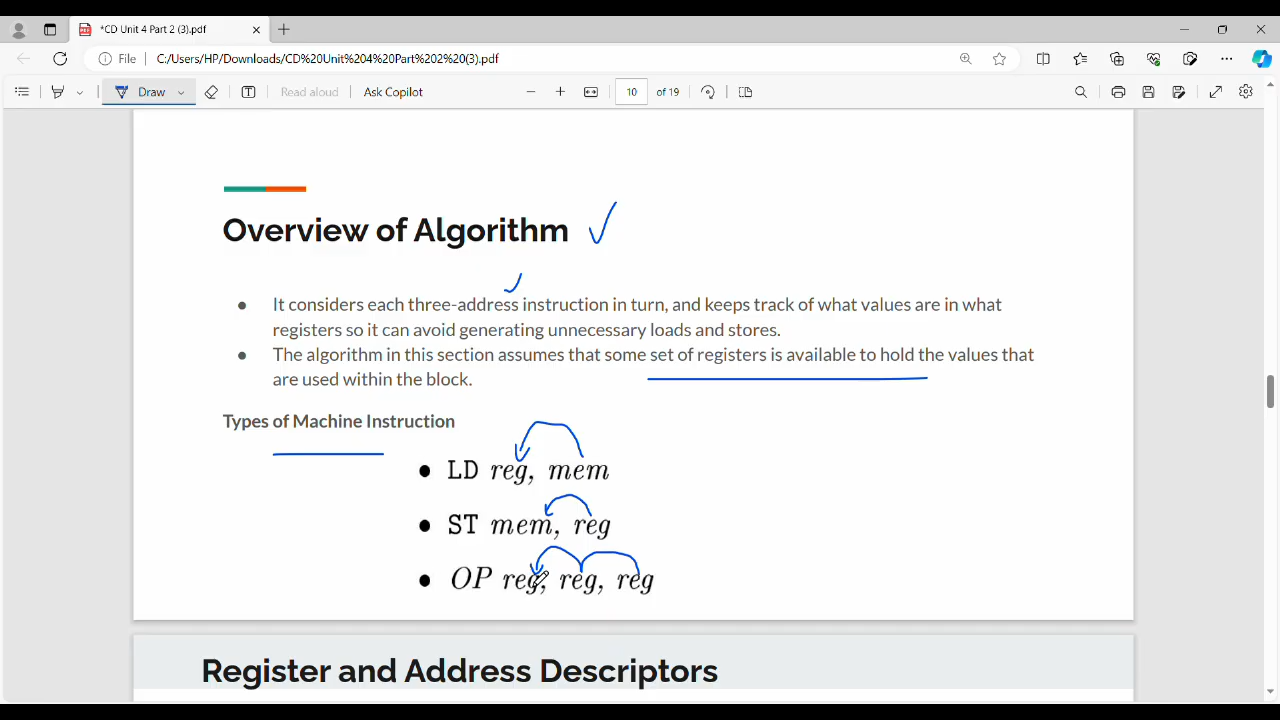 *CD Unit 4 Part 2 (3).pdf
File C:/Users/HP/Downloads/CD%20Unit%204%20Part%202%20(3).pdf
Draw Read aloud Ask Copilot 10 of 19
Overview of Algorithm
● It considers each three-address instruction in turn, and keeps track of what values are in what
registers so it can avoid generating unnecessary loads and stores.
● The algorithm in this section assumes that some set of registers is available to hold the values that
are used within the block.
Types of Machine Instruction
● LD reg, mem
● ST mem, reg
● OP reg, reg, reg
Register and Address Descriptors